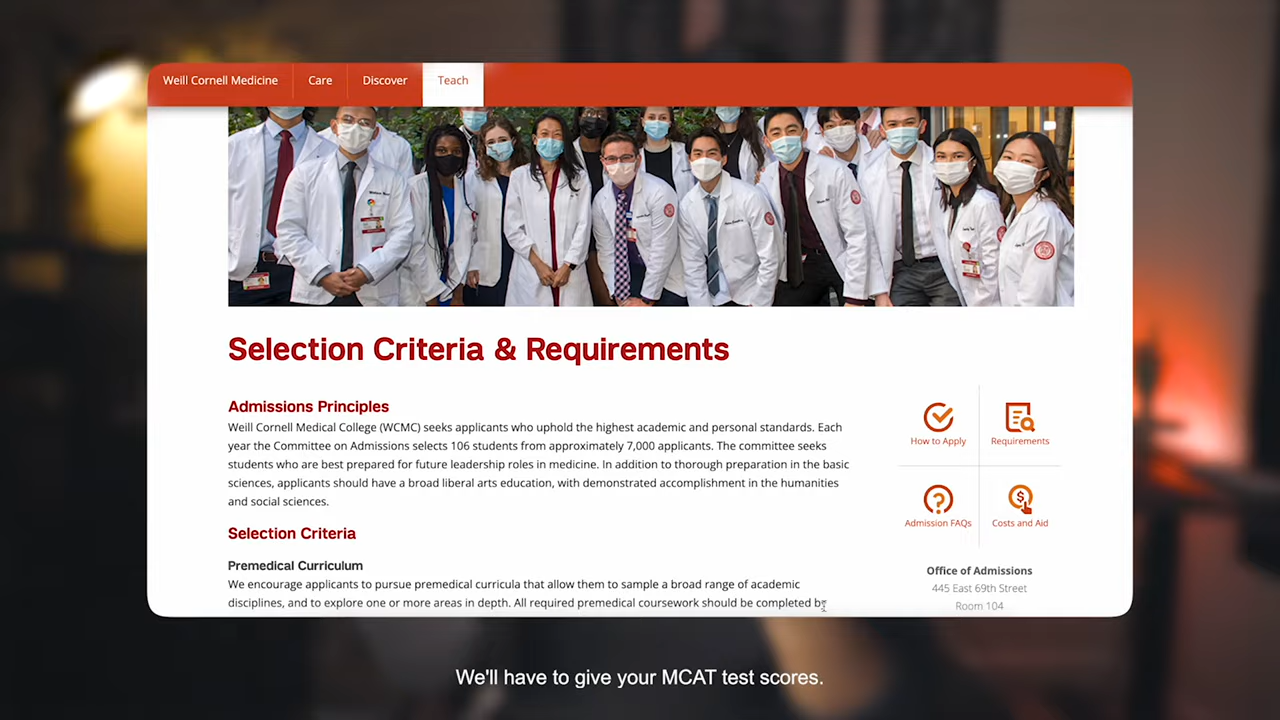 Weill Cornell Medicine Care Discover Teach
Selection Criteria & Requirements
Admissions Principles
Weill Cornell Medical College (WCMC) seeks applicants who uphold the highest academic and personal standards. Each
year the Committee on Admissions selects 106 students from approximately 7,000 applicants. The committee seeks
students who are best prepared for future leadership roles in medicine. In addition to thorough preparation in the basic
sciences, applicants should have a broad liberal arts education, with demonstrated accomplishment in the humanities
and social sciences.
Selection Criteria
Premedical Curriculum
We encourage applicants to pursue premedical curricula that allow them to sample a broad range of academic
disciplines, and to explore one or more areas in depth. All required premedical coursework should be completed by
How to Apply
Requirements
Admission FAQs
Costs and Aid
Office of Admissions
445 East 69th Street
Room 104
We'll have to give your MCAT test scores.